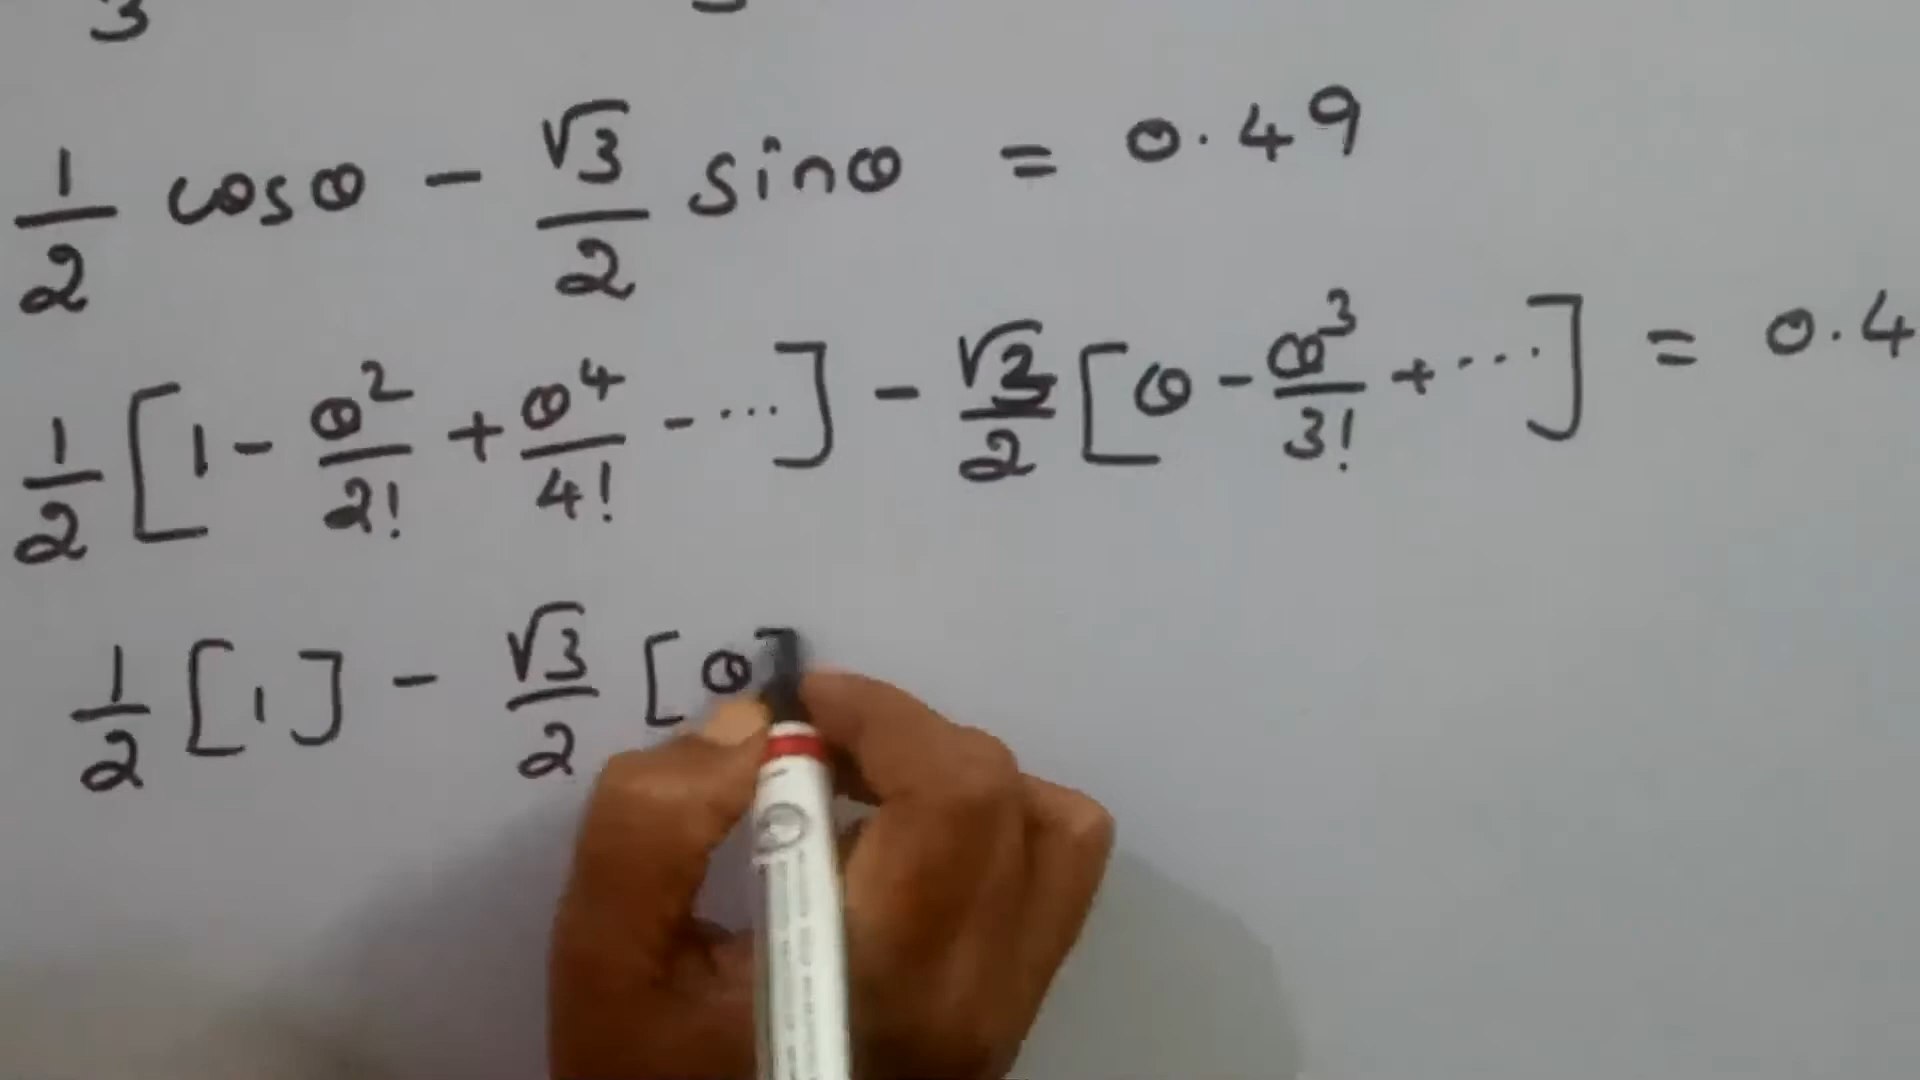 3
1/2 cosθ - √3/2 sinθ = 0.49
1/2 [1 - θ²/2! + θ⁴/4! - ...] - √3/2 [θ - θ³/3! + ...] = 0.4
1/2 [1] - √3/2 [θ]